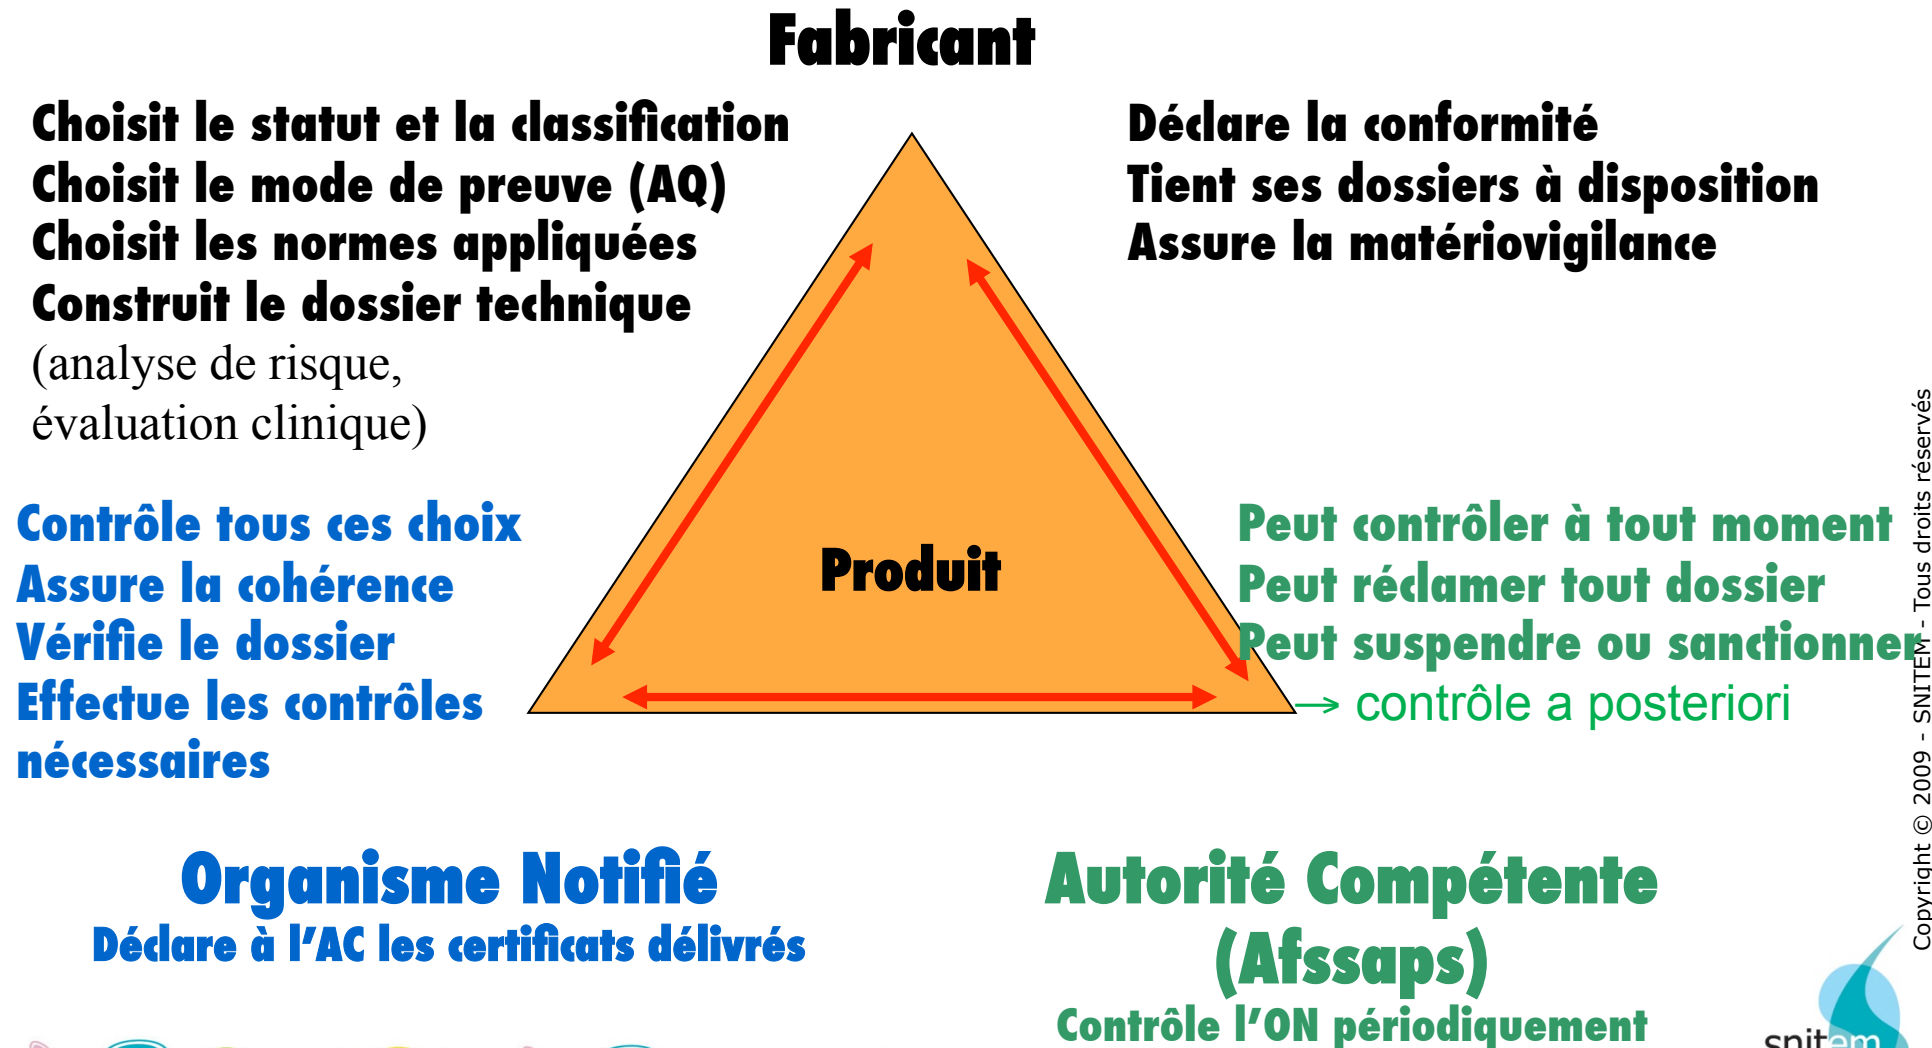 Fabricant
Choisit le statut et la classification
Choisit le mode de preuve (AQ)
Choisit les normes appliquées
Construit le dossier technique
(analyse de risque,
évaluation clinique)
Déclare la conformité
Tient ses dossiers à disposition
Assure la matériovigilance
Contrôle tous ces choix
Assure la cohérence
Vérifie le dossier
Effectue les contrôles
nécessaires
Produit
Peut contrôler à tout moment
Peut réclamer tout dossier
Peut suspendre ou sanctionner
→ contrôle a posteriori
Organisme Notifié
Déclare à l’AC les certificats délivrés
Autorité Compétente
(Afssaps)
Contrôle l’ON périodiquement
Copyright © 2009 - SNITEM - Tous droits réservés
snitem